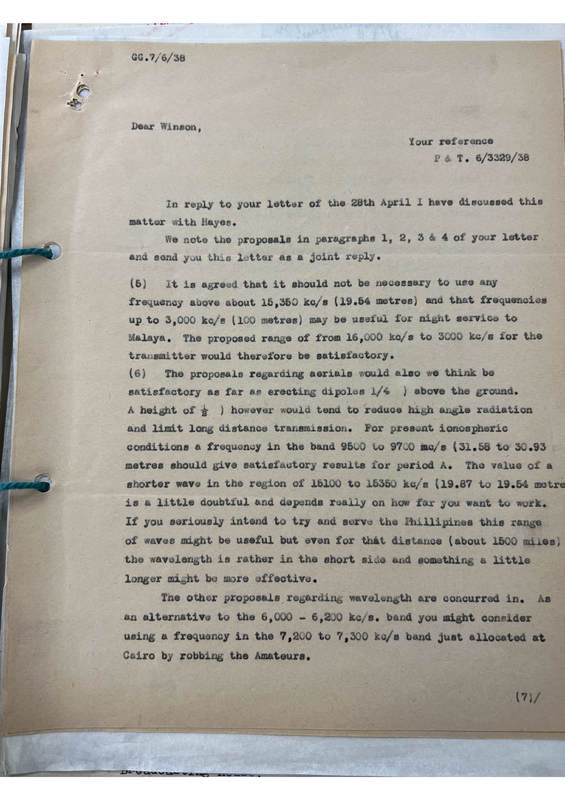 GG.7/6/38
Dear Winson,
Your reference
P & T. 6/3329/38
In reply to your letter of the 28th April I have discussed this
matter with Hayes.
We note the proposals in paragraphs 1, 2, 3 & 4 of your letter
and send you this letter as a joint reply.
(5) It is agreed that it should not be necessary to use any
frequency above about 15,350 kc/s (19.54 metres) and that frequencies
up to 3,000 kc/s (100 metres) may be useful for night service to
Malaya. The proposed range of from 16,000 kc/s to 3000 kc/s for the
transmitter would therefore be satisfactory.
(6) The proposals regarding aerials would also we think be
satisfactory as far as erecting dipoles 1/4 ) above the ground.
A height of ½ ) however would tend to reduce high angle radiation
and limit long distance transmission. For present ionospheric
conditions a frequency in the band 9500 to 9700 mc/s (31.58 to 30.93
metres should give satisfactory results for period A. The value of a
shorter wave in the region of 15100 to 15350 kc/s (19.87 to 19.54 metre
is a little doubtful and depends really on how far you want to work.
If you seriously intend to try and serve the Phillipines this range
of waves might be useful but even for that distance (about 1500 miles)
the wavelength is rather in the short side and something a little
longer might be more effective.
The other proposals regarding wavelength are concurred in. As
an alternative to the 6,000 - 6,200 kc/s. band you might consider
using a frequency in the 7,200 to 7,300 kc/s band just allocated at
Cairo by robbing the Amateurs.
(7)/